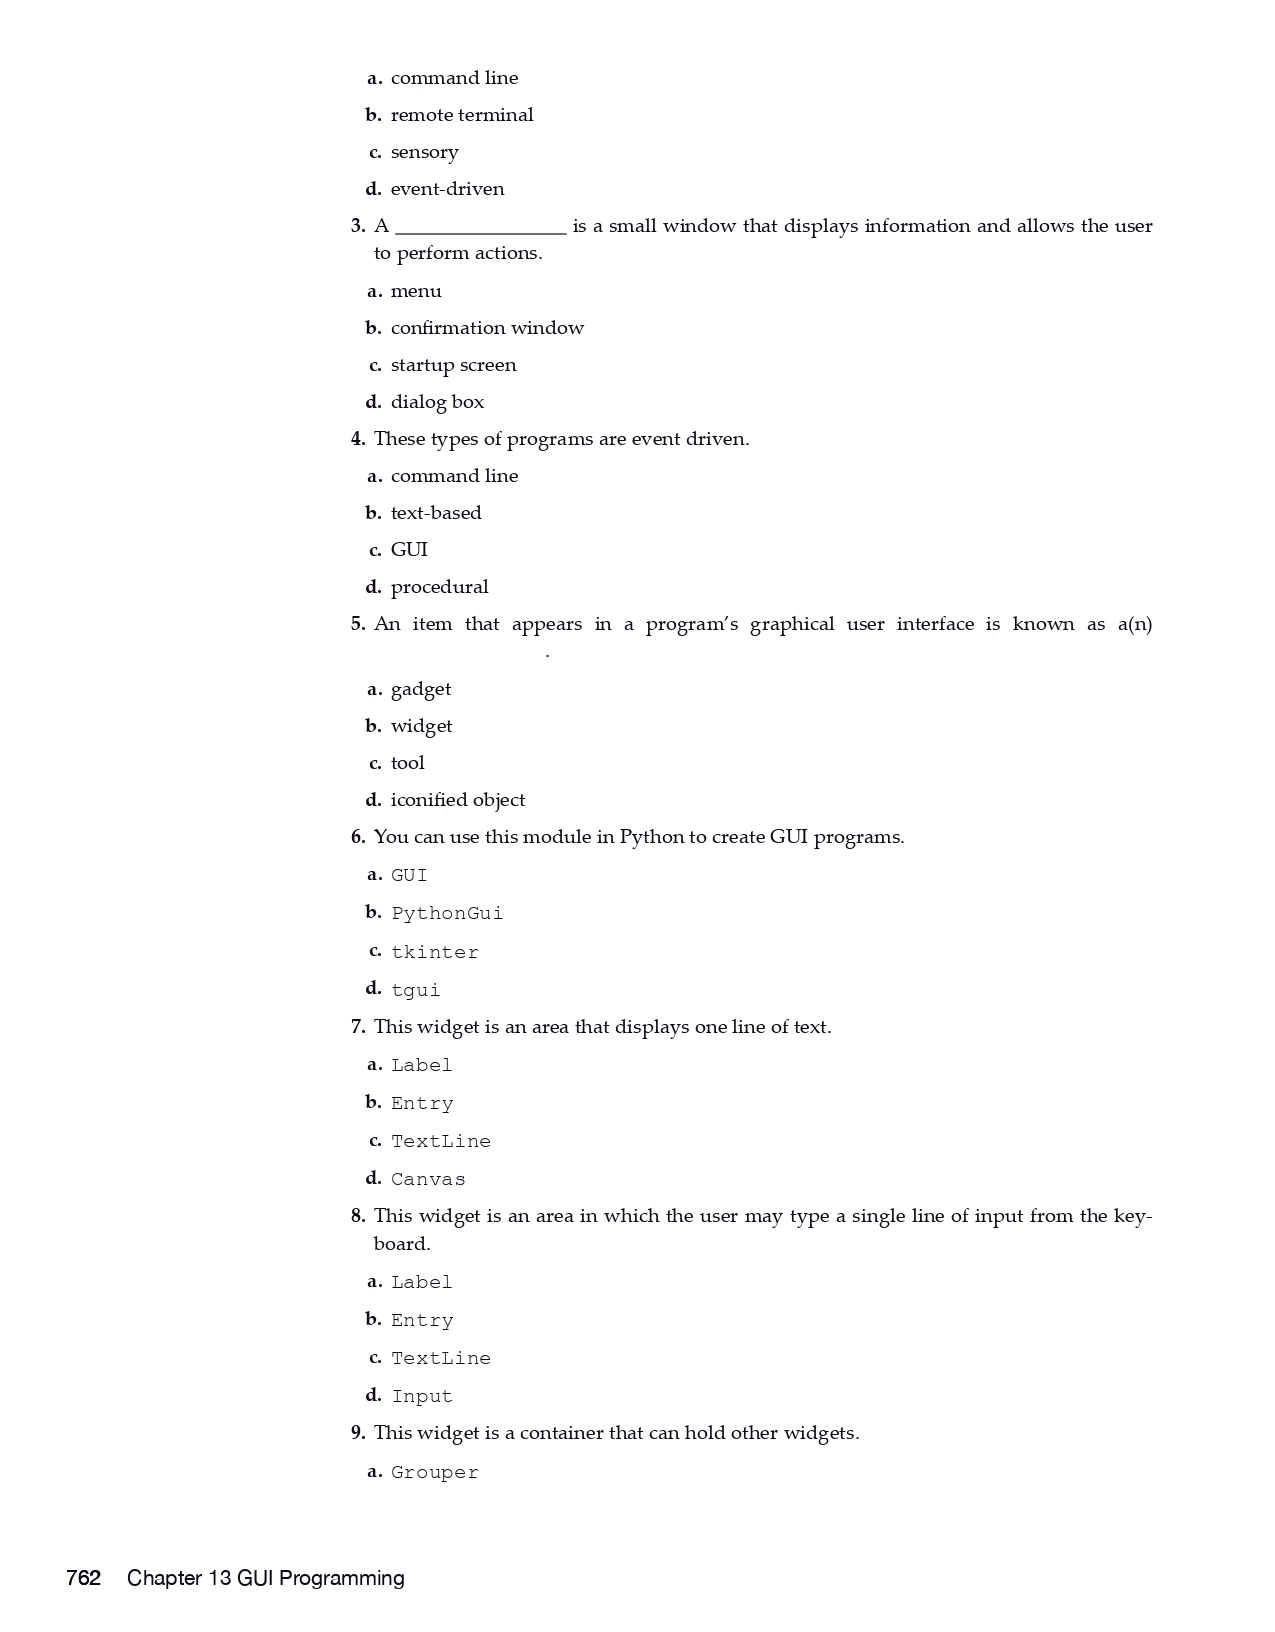 a. command line
b. remote terminal
c. sensory
d. event-driven
3. A __________________ is a small window that displays information and allows the user
to perform actions.
a. menu
b. confirmation window
c. startup screen
d. dialog box
4. These types of programs are event driven.
a. command line
b. text-based
c. GUI
d. procedural
5. An item that appears in a program’s graphical user interface is known as a(n)
.
a. gadget
b. widget
c. tool
d. iconified object
6. You can use this module in Python to create GUI programs.
a. GUI
b. PythonGui
c. tkinter
d. tgui
7. This widget is an area that displays one line of text.
a. Label
b. Entry
c. TextLine
d. Canvas
8. This widget is an area in which the user may type a single line of input from the key-
board.
a. Label
b. Entry
c. TextLine
d. Input
9. This widget is a container that can hold other widgets.
a. Grouper
762 Chapter 13 GUI Programming